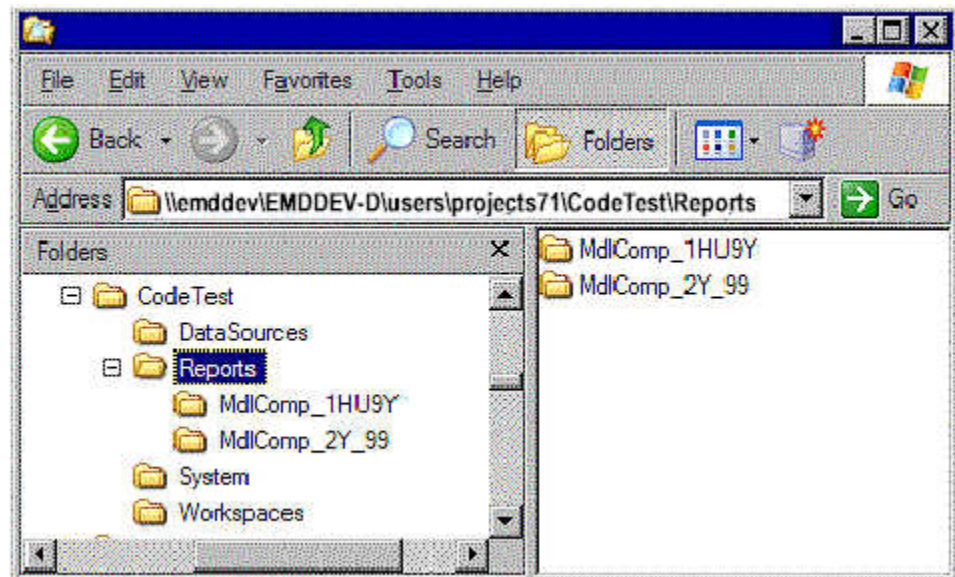 File Edit View Favorites Tools Help
Back Search Folders
Address \\emddev\EMDDEV-D\users\projects71\CodeTest\Reports Go
Folders
CodeTest
DataSources
Reports
MdlComp_1HU9Y
MdlComp_2Y_99
System
Workspaces
MdlComp_1HU9Y
MdlComp_2Y_99